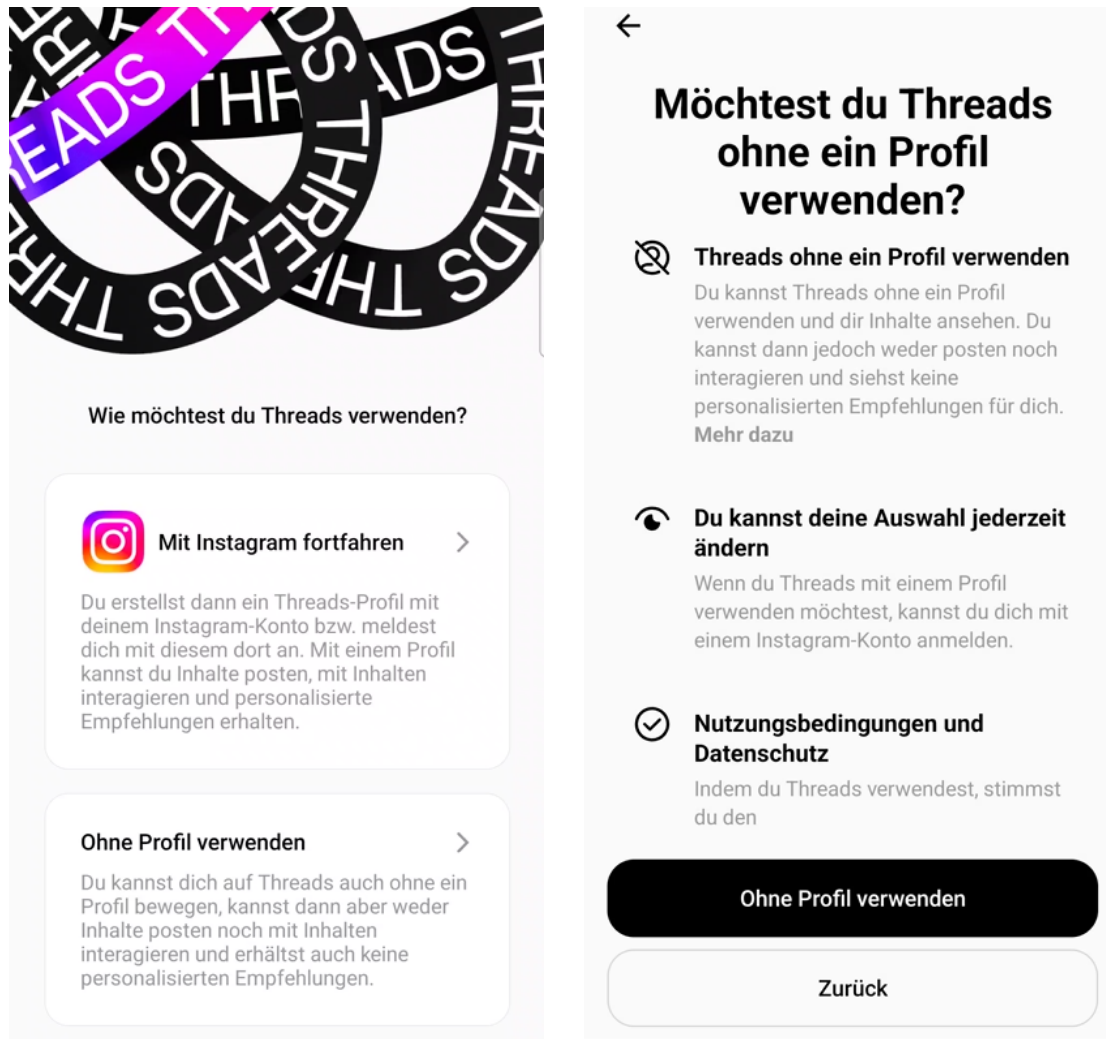 THREADS THREADS THREADS
Wie möchtest du Threads verwenden?
Mit Instagram fortfahren
Du erstellst dann ein Threads-Profil mit
deinem Instagram-Konto bzw. meldest
dich mit diesem dort an. Mit einem Profil
kannst du Inhalte posten, mit Inhalten
interagieren und personalisierte
Empfehlungen erhalten.
Ohne Profil verwenden
Du kannst dich auf Threads auch ohne ein
Profil bewegen, kannst dann aber weder
Inhalte posten noch mit Inhalten
interagieren und erhältst auch keine
personalisierten Empfehlungen.
Möchtest du Threads
ohne ein Profil
verwenden?
Threads ohne ein Profil verwenden
Du kannst Threads ohne ein Profil
verwenden und dir Inhalte ansehen. Du
kannst dann jedoch weder posten noch
interagieren und siehst keine
personalisierten Empfehlungen für dich.
Mehr dazu
Du kannst deine Auswahl jederzeit
ändern
Wenn du Threads mit einem Profil
verwenden möchtest, kannst du dich mit
einem Instagram-Konto anmelden.
Nutzungsbedingungen und
Datenschutz
Indem du Threads verwendest, stimmst
du den
Ohne Profil verwenden
Zurück